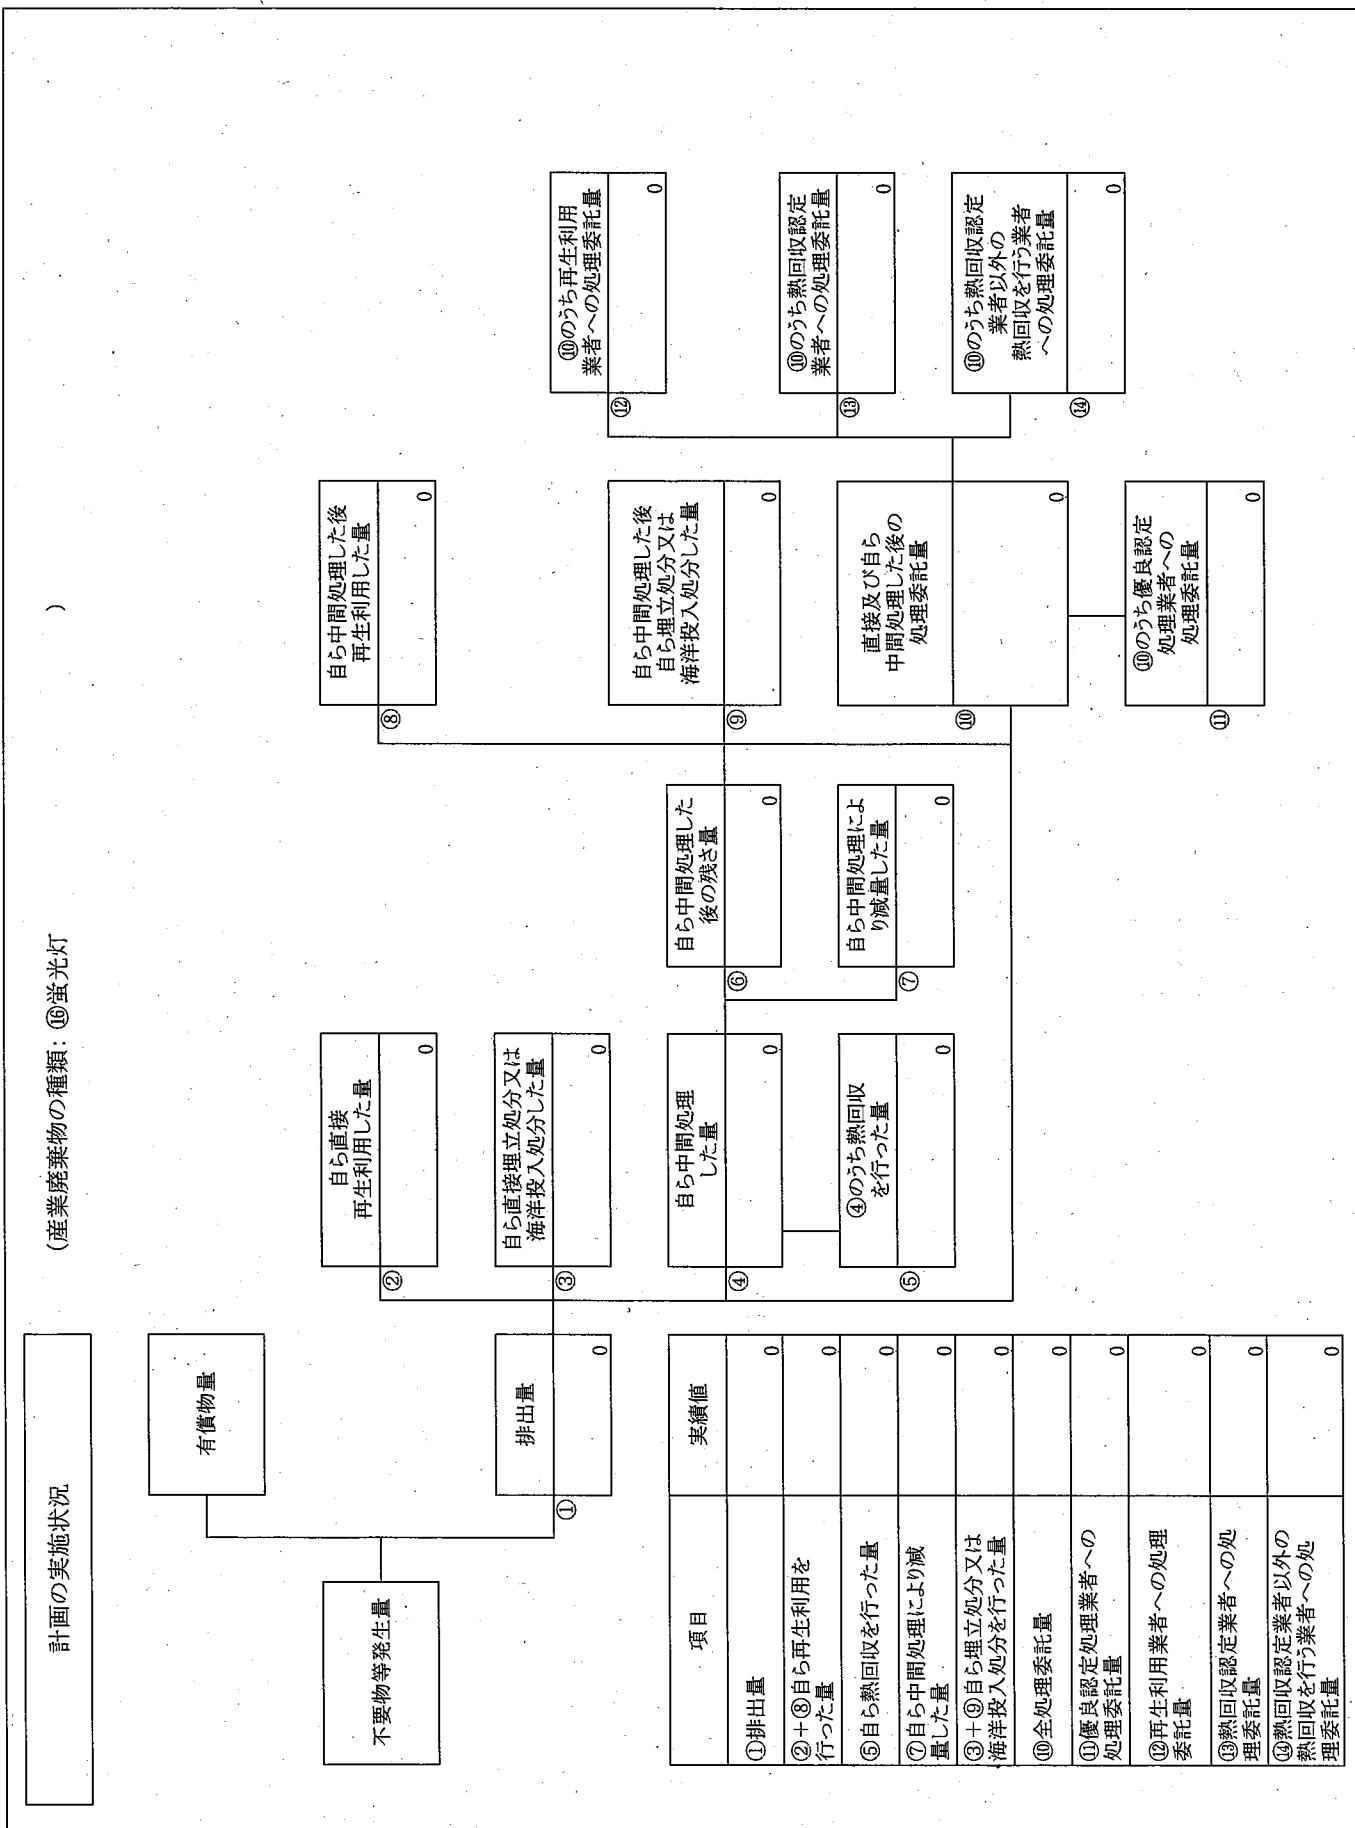 計画の実施状況
(産業廃棄物の種類：⑯蛍光灯
)
不要物等発生量
有償物量
排出量
①
0
自ら直接
再生利用した量
②
0
自ら直接埋立処分又は
海洋投入処分した量
③
0
自ら中間処理
した量
④
0
④のうち熱回収
を行った量
⑤
0
自ら中間処理した
後の残さ量
⑥
0
自ら中間処理によ
り減量した量
⑦
0
自ら中間処理した後
再生利用した量
⑧
0
自ら中間処理した後
自ら埋立処分又は
海洋投入処分した量
⑨
0
直接及び自ら
中間処理した後の
処理委託量
⑩
0
⑩のうち優良認定
処理業者への
処理委託量
⑪
0
⑩のうち再生利用
業者への処理委託量
⑫
0
⑩のうち熱回収認定
業者への処理委託量
⑬
0
⑩のうち熱回収認定
業者以外の
熱回収を行う業者
への処理委託量
⑭
0
項目
実績値
①排出量
0
②＋⑧自ら再生利用を
行った量
0
⑤自ら熱回収を行った量
0
⑦自ら中間処理により減
量した量
0
③＋⑨自ら埋立処分又は
海洋投入処分を行った量
0
⑩全処理委託量
0
⑪優良認定処理業者への
処理委託量
0
⑫再生利用業者への処理
委託量
0
⑬熱回収認定業者への処
理委託量
0
⑭熱回収認定業者以外の
熱回収を行う業者への処
理委託量
0